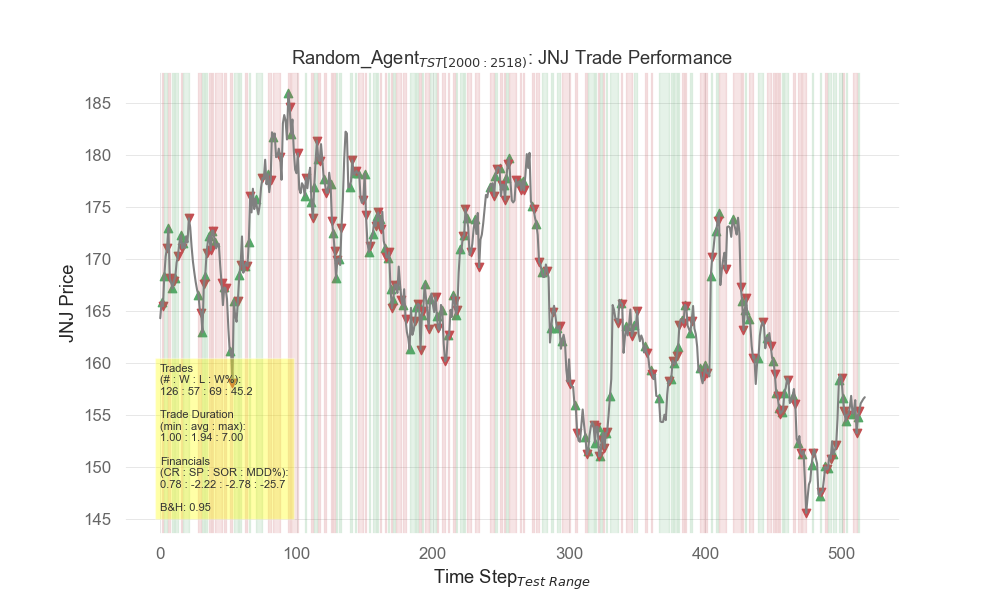 Random_Agent TST[2000:2518): JNJ Trade Performance
185
180
175
170
165
160
155
150
145
JNJ Price
Trades
(# : W : L : W%):
126 : 57 : 69 : 45.2
Trade Duration
(min : avg : max):
1.00 : 1.94 : 7.00
Financials
(CR : SP : SOR : MDD%):
0.78 : -2.22 : -2.78 : -25.7
B&H: 0.95
0 100 200 300 400 500
Time Step Test Range